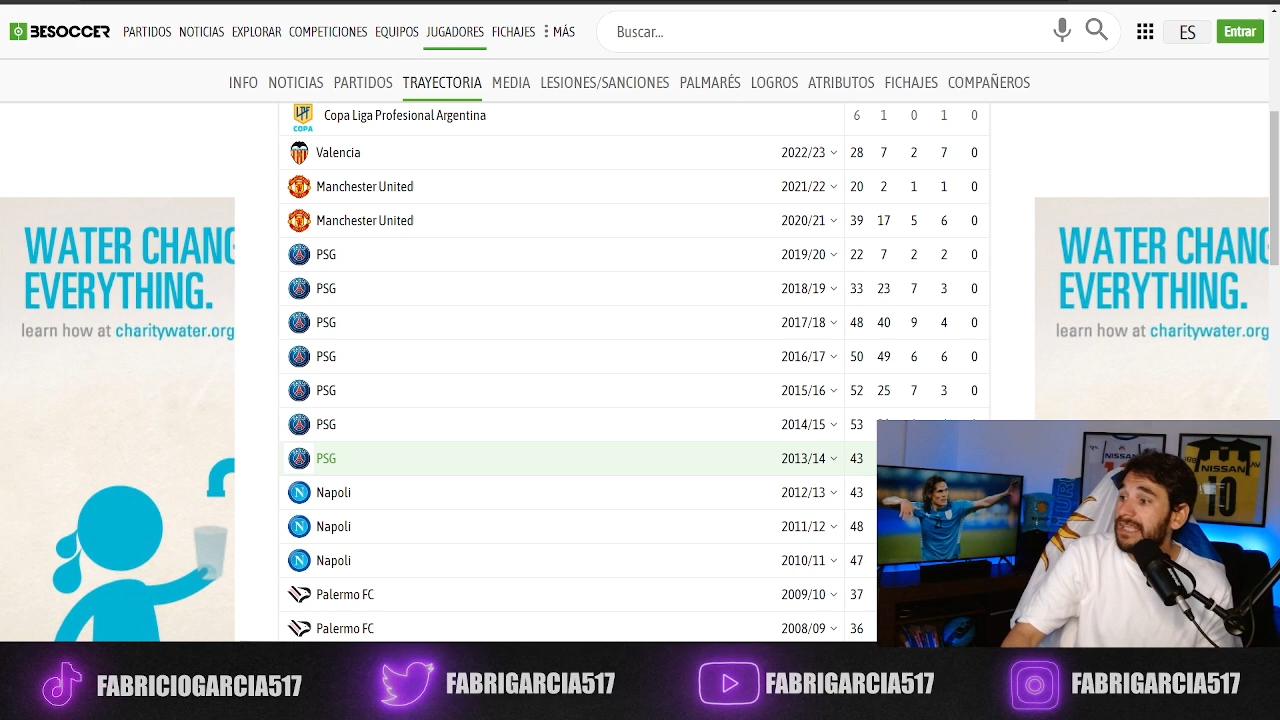 BESOCCER PARTIDOS NOTICIAS EXPLORAR COMPETICIONES EQUIPOS JUGADORES FICHAJES MÁS Buscar... ES Entrar
INFO NOTICIAS PARTIDOS TRAYECTORIA MEDIA LESIONES/SANCIONES PALMARÉS LOGROS ATRIBUTOS FICHAJES COMPAÑEROS
COPA Copa Liga Profesional Argentina 6 1 0 1 0
Valencia 2022/23 28 7 2 7 0
Manchester United 2021/22 20 2 1 1 0
Manchester United 2020/21 39 17 5 6 0
PSG 2019/20 22 7 2 2 0
PSG 2018/19 33 23 7 3 0
PSG 2017/18 48 40 9 4 0
PSG 2016/17 50 49 6 6 0
PSG 2015/16 52 25 7 3 0
PSG 2014/15 53
PSG 2013/14 43
Napoli 2012/13 43
Napoli 2011/12 48
Napoli 2010/11 47
Palermo FC 2009/10 37
Palermo FC 2008/09 36
WATER CHANG
EVERYTHING.
learn how at charitywater.org
WATER CHANG
EVERYTHING.
learn how at charitywater.org
NISSAN
NISSAN
10
FABRICIOGARCIA517 FABRIGARCIA517 FABRIGARCIA517 FABRIGARCIA517